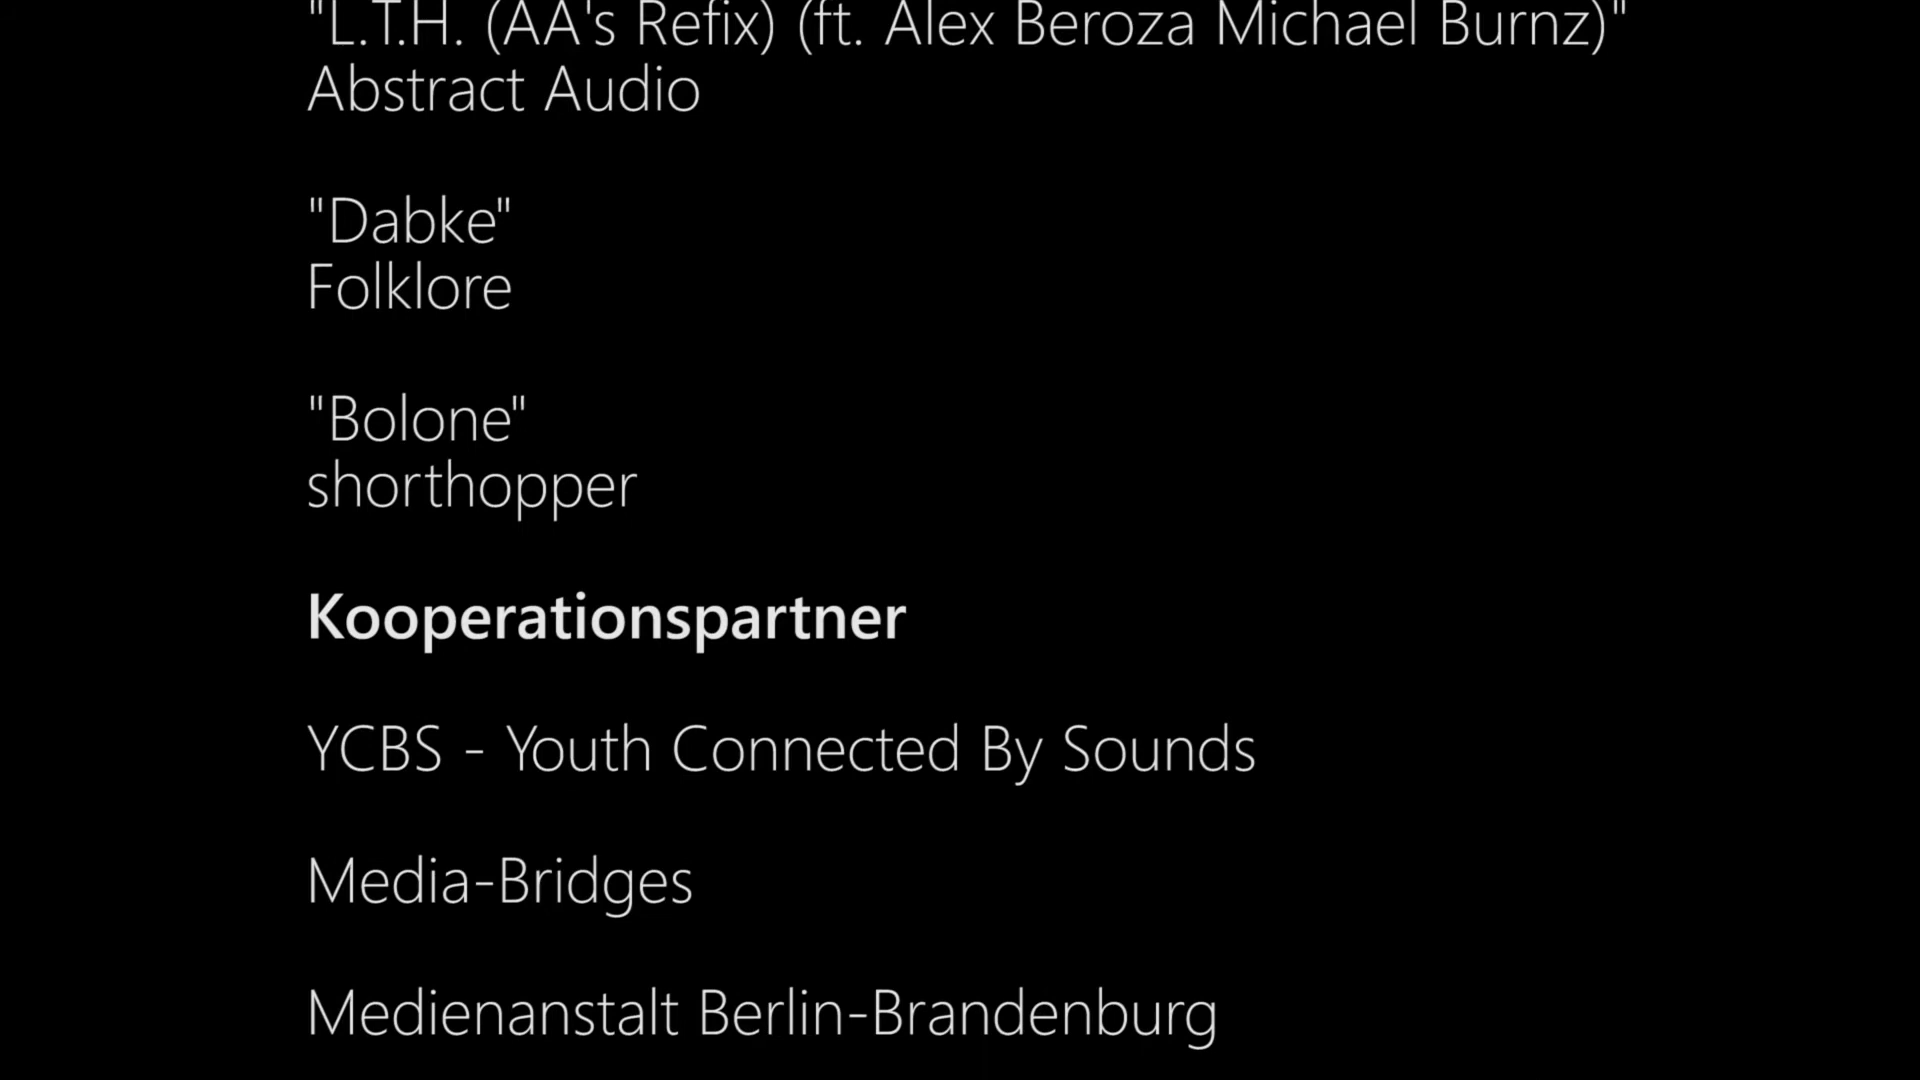 "L.T.H. (AA's Refix) (ft. Alex Beroza Michael Burnz)"
Abstract Audio
"Dabke"
Folklore
"Bolone"
shorthopper
Kooperationspartner
YCBS - Youth Connected By Sounds
Media-Bridges
Medienanstalt Berlin-Brandenburg